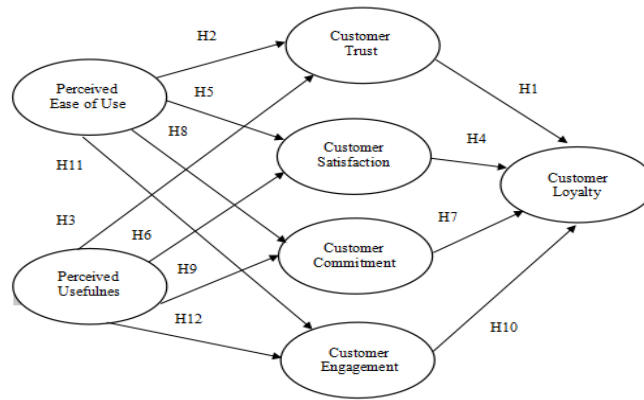 H2
Customer
Trust
H1
Perceived
Ease of Use
H5
H8
Customer
Satisfaction
H4
H11
Customer
Loyalty
H3
H6
H7
Customer
Commitment
Perceived
Usefulnes
H9
H12
H10
Customer
Engagement